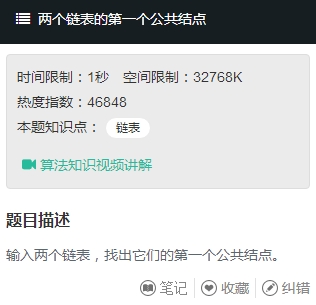 两个链表的第一个公共结点
时间限制：1秒 空间限制：32768K
热度指数：46848
本题知识点： 链表
算法知识视频讲解
题目描述
输入两个链表，找出它们的第一个公共结点。
笔记 收藏 纠错